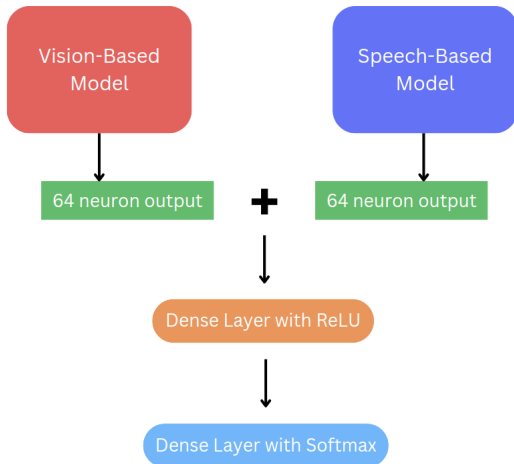 Vision-Based
Model
Speech-Based
Model
64 neuron output
+
64 neuron output
Dense Layer with ReLU
Dense Layer with Softmax